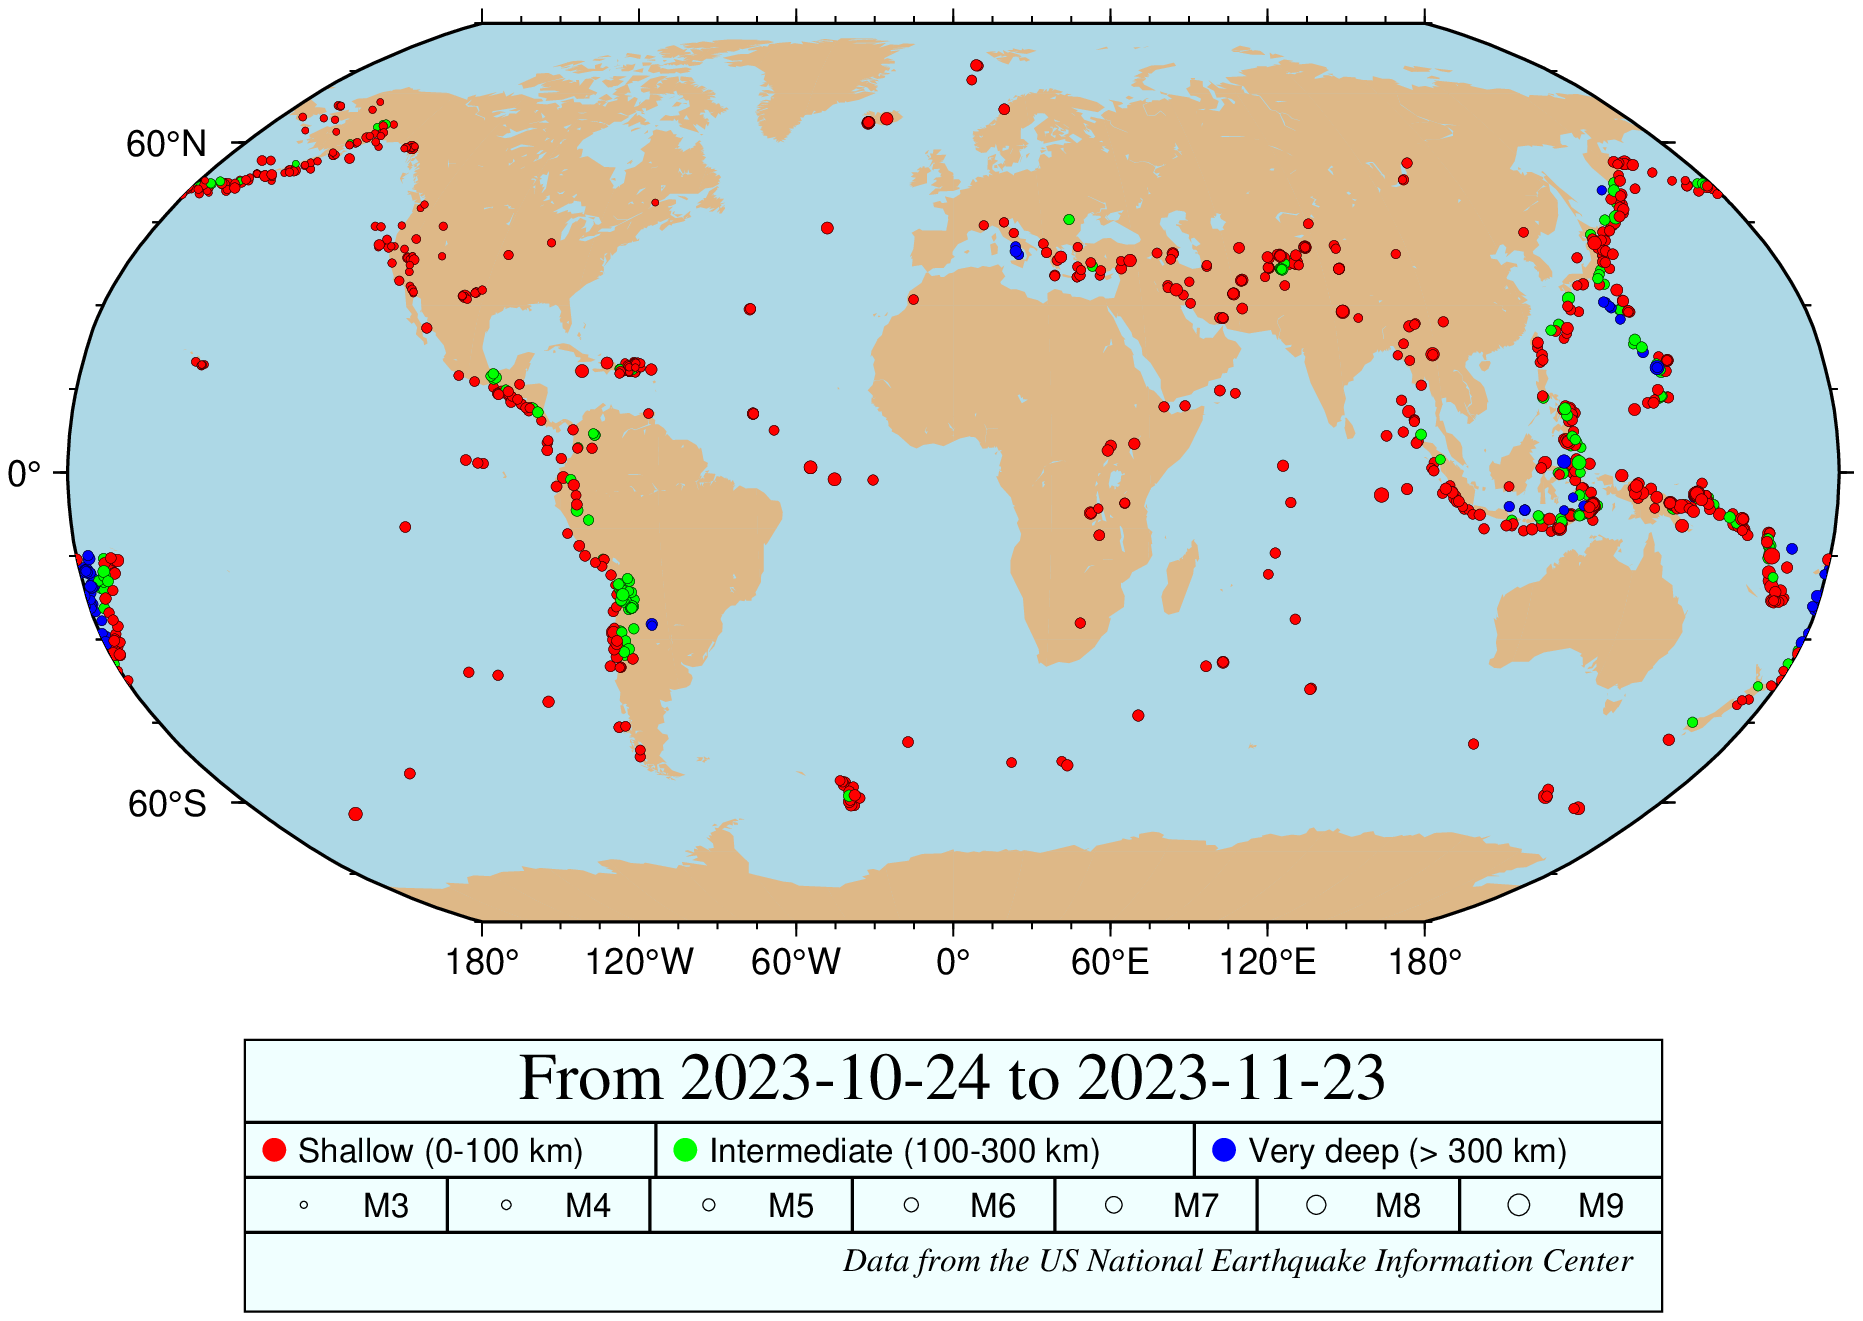 60°N
0°
60°S
180° 120°W 60°W 0° 60°E 120°E 180°
From 2023-10-24 to 2023-11-23
Shallow (0-100 km) Intermediate (100-300 km) Very deep (> 300 km)
M3 M4 M5 M6 M7 M8 M9
Data from the US National Earthquake Information Center